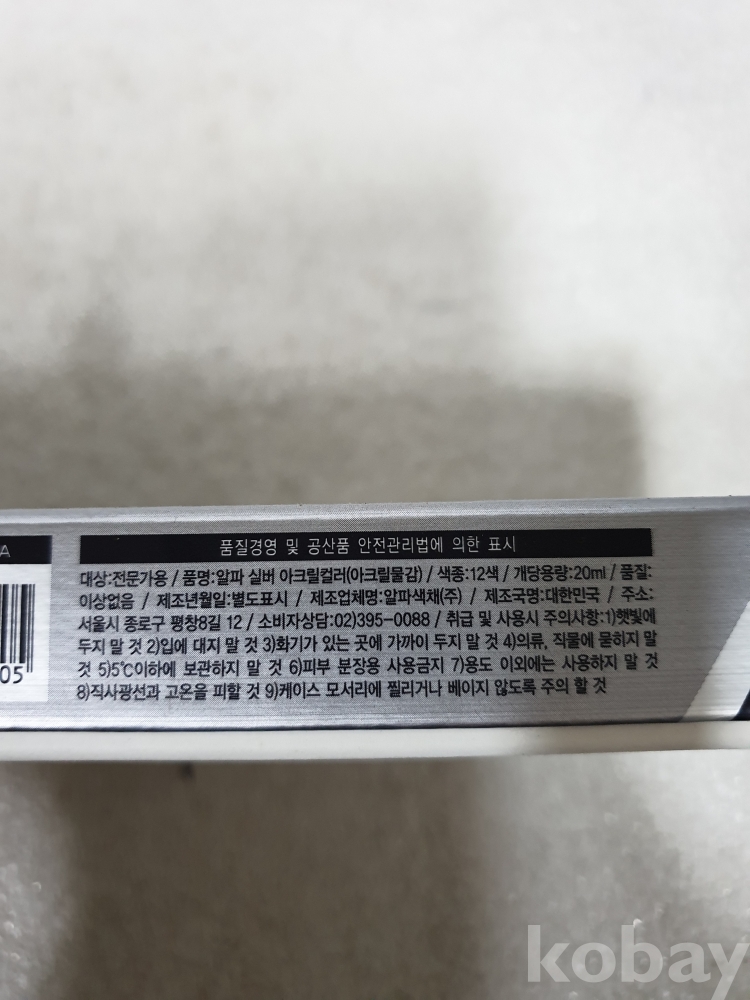 A
05
품질경영 및 공산품 안전관리법에 의한 표시
대상:전문가용 / 품명:알파 실버 아크릴컬러(아크릴물감) / 색종:12색 / 개당용량:20ml / 품질:
이상없음 / 제조년월일:별도표시 / 제조업체명:알파색채(주) / 제조국명:대한민국 / 주소:
서울시 종로구 평창8길 12 / 소비자상담:02)395-0088 / 취급 및 사용시 주의사항:1)햇빛에
두지 말 것 2)입에 대지 말 것 3)화기가 있는 곳에 가까이 두지 말 것 4)의류, 직물에 묻히지 말
것 5)5℃이하에 보관하지 말 것 6)피부 분장용 사용금지 7)용도 이외에는 사용하지 말 것
8)직사광선과 고온을 피할 것 9)케이스 모서리에 찔리거나 베이지 않도록 주의 할 것
kobay